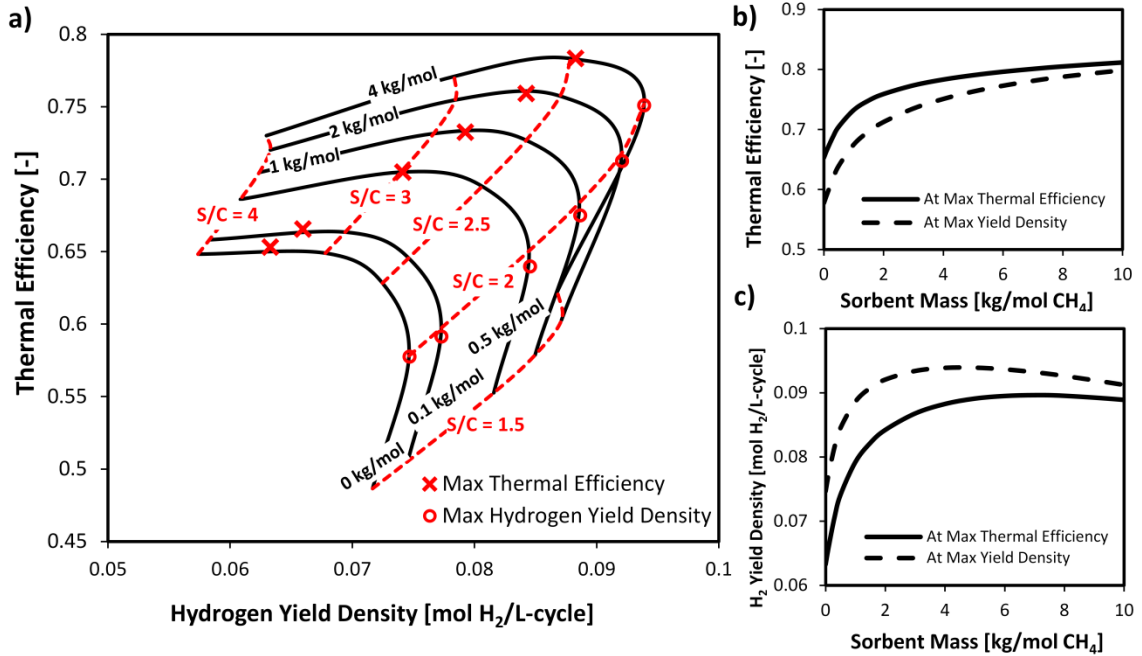 a)
0.8
0.75
0.7
0.65
0.6
0.55
0.5
0.45
Thermal Efficiency [-]
4 kg/mol
2 kg/mol
1 kg/mol
S/C = 4
S/C = 3
S/C = 2.5
S/C = 2
0.5 kg/mol
0.1 kg/mol
0 kg/mol
S/C = 1.5
Max Thermal Efficiency
Max Hydrogen Yield Density
0.05
0.06
0.07
0.08
0.09
0.1
Hydrogen Yield Density [mol H₂/L-cycle]
b)
0.9
0.8
0.7
0.6
0.5
Thermal Efficiency [-]
At Max Thermal Efficiency
At Max Yield Density
0
2
4
6
8
10
Sorbent Mass [kg/mol CH₄]
c)
0.1
0.09
0.08
0.07
0.06
H₂ Yield Density [mol H₂/L-cycle]
At Max Thermal Efficiency
At Max Yield Density
0
2
4
6
8
10
Sorbent Mass [kg/mol CH₄]